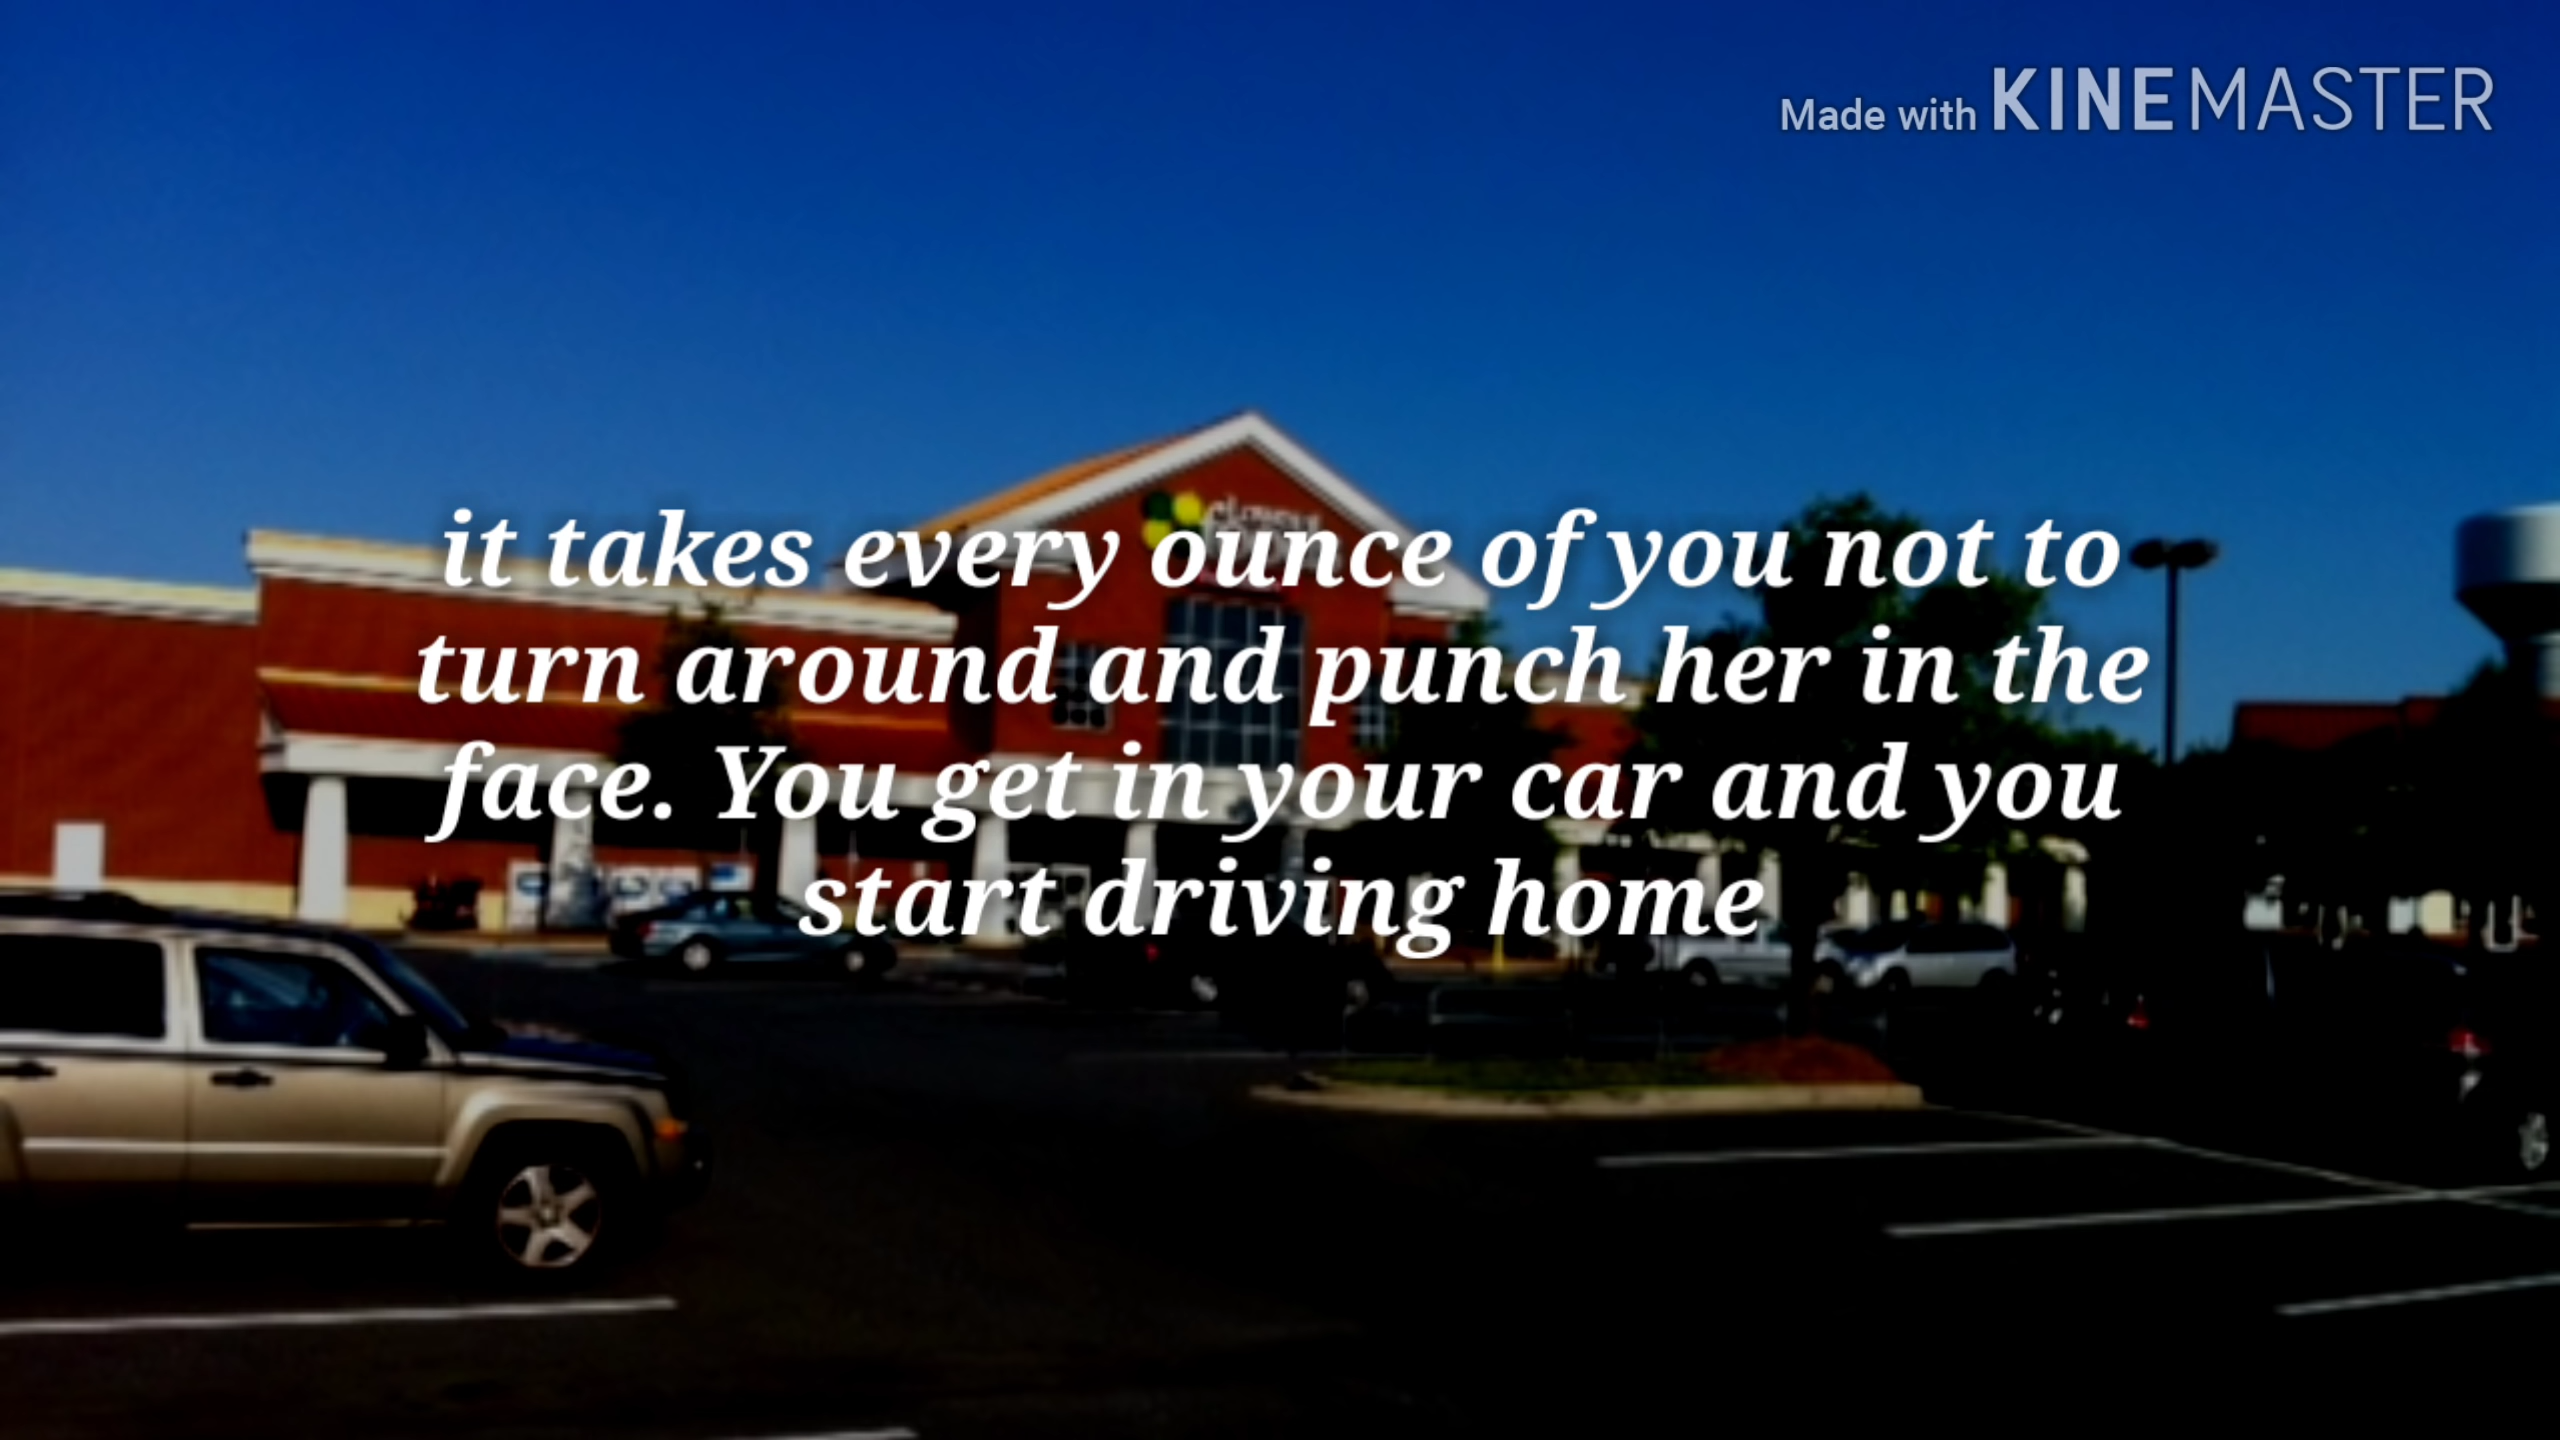 Made with KINEMASTER
it takes every ounce of you not to
turn around and punch her in the
face. You get in your car and you
start driving home